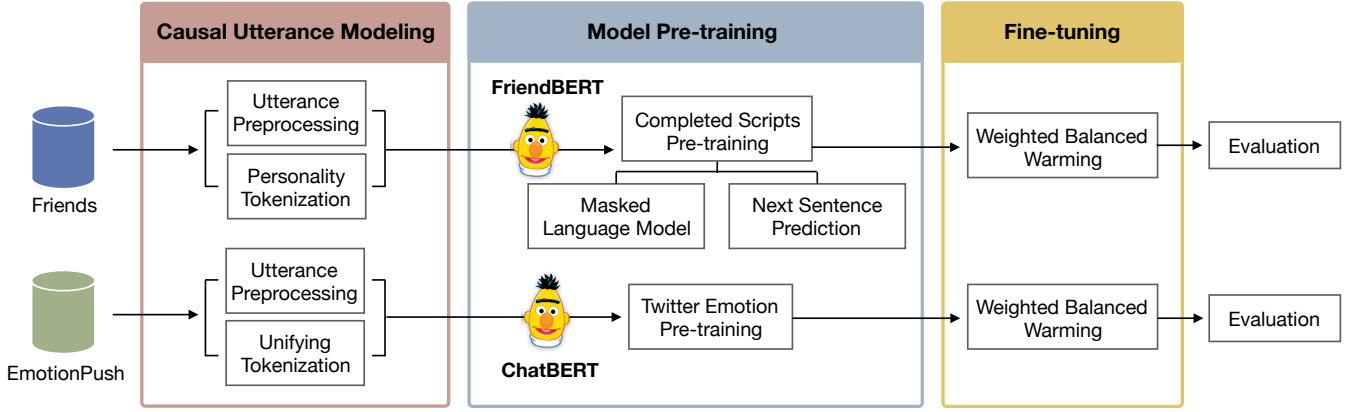 Causal Utterance Modeling
Model Pre-training
Fine-tuning
Friends
Utterance
Preprocessing
Personality
Tokenization
FriendBERT
Completed Scripts
Pre-training
Masked
Language Model
Next Sentence
Prediction
Weighted Balanced
Warming
Evaluation
EmotionPush
Utterance
Preprocessing
Unifying
Tokenization
ChatBERT
Twitter Emotion
Pre-training
Weighted Balanced
Warming
Evaluation